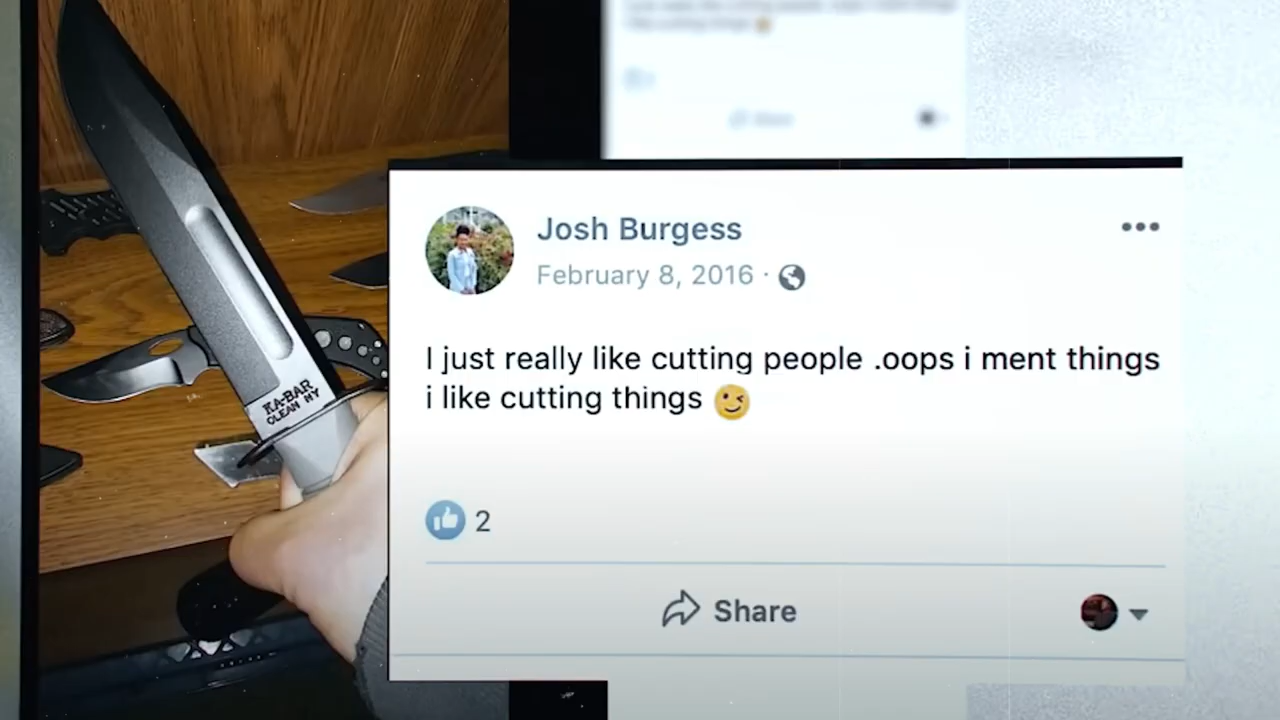 Josh Burgess
February 8, 2016 ·
I just really like cutting people .oops i ment things
i like cutting things 😉
2
Share
KA-BAR
OLEAN NY